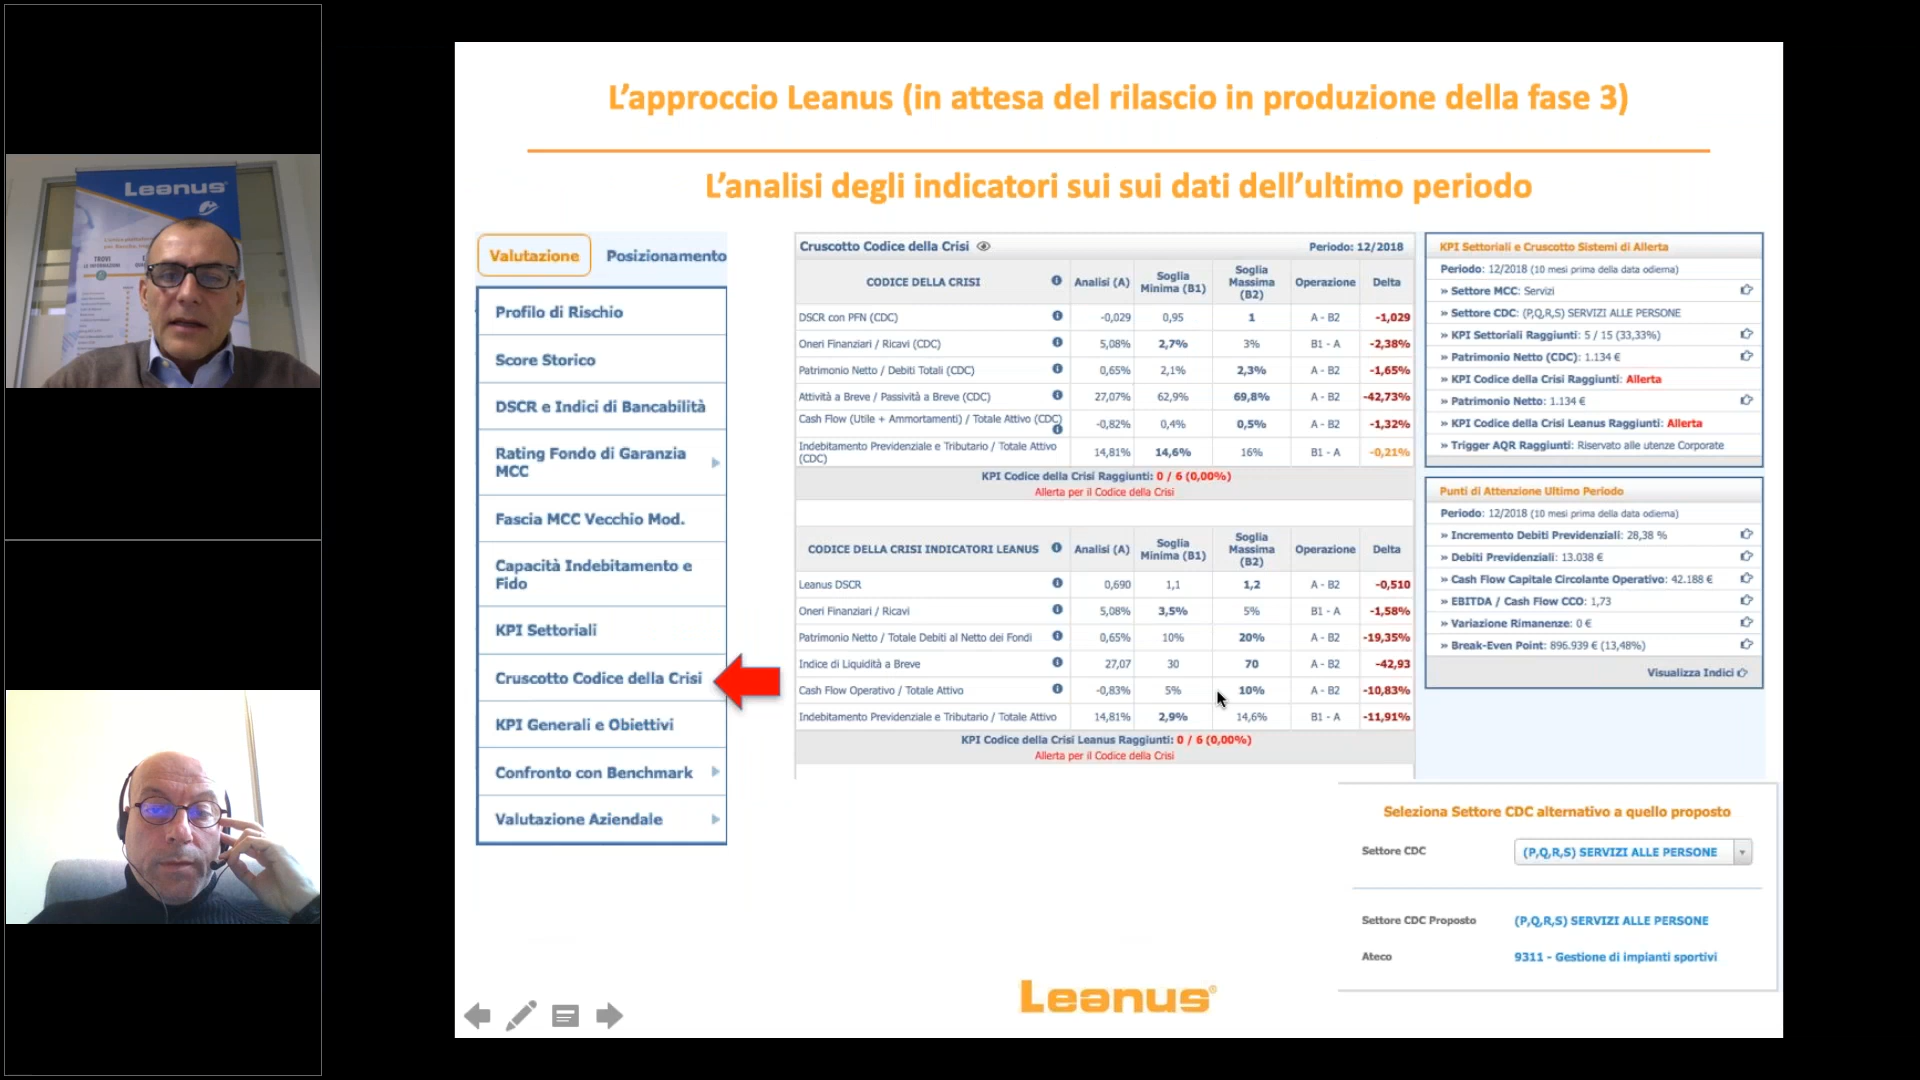 L'approccio Leanus (in attesa del rilascio in produzione della fase 3)
L'analisi degli indicatori sui sui dati dell'ultimo periodo
Leanus
TROVI
Valutazione Posizionamento
Profilo di Rischio
Score Storico
DSCR e Indici di Bancabilità
Rating Fondo di Garanzia
MCC
Fascia MCC Vecchio Mod.
Capacità Indebitamento e
Fido
KPI Settoriali
Cruscotto Codice della Crisi
KPI Generali e Obiettivi
Confronto con Benchmark
Valutazione Aziendale
Cruscotto Codice della Crisi Periodo: 12/2018
CODICE DELLA CRISI Analisi (A) Soglia Minima (B1) Soglia Massima (B2) Operazione Delta
DSCR con PFN (CDC) -0,029 0,95 1 A - B2 -1,029
Oneri Finanziari / Ricavi (CDC) 5,08% 2,7% 3% B1 - A -2,38%
Patrimonio Netto / Debiti Totali (CDC) 0,65% 2,1% 2,3% A - B2 -1,65%
Attività a Breve / Passività a Breve (CDC) 27,07% 62,9% 69,8% A - B2 -42,73%
Cash Flow (Utile + Ammortamenti) / Totale Attivo (CDC) -0,82% 0,4% 0,5% A - B2 -1,32%
Indebitamento Previdenziale e Tributario / Totale Attivo (CDC) 14,81% 14,6% 16% B1 - A -0,21%
KPI Codice della Crisi Raggiunti: 0 / 6 (0,00%)
Allerta per il Codice della Crisi
CODICE DELLA CRISI INDICATORI LEANUS Analisi (A) Soglia Minima (B1) Soglia Massima (B2) Operazione Delta
Leanus DSCR 0,690 1,1 1,2 A - B2 -0,510
Oneri Finanziari / Ricavi 5,08% 3,5% 5% B1 - A -1,58%
Patrimonio Netto / Totale Debiti al Netto dei Fondi 0,65% 10% 20% A - B2 -19,35%
Indice di Liquidità a Breve 27,07 30 70 A - B2 -42,93
Cash Flow Operativo / Totale Attivo -0,83% 5% 10% A - B2 -10,83%
Indebitamento Previdenziale e Tributario / Totale Attivo 14,81% 2,9% 14,6% B1 - A -11,91%
KPI Codice della Crisi Leanus Raggiunti: 0 / 6 (0,00%)
Allerta per il Codice della Crisi
KPI Settoriali e Cruscotto Sistemi di Allerta
Periodo: 12/2018 (10 mesi prima della data odierna)
» Settore MCC: Servizi
» Settore CDC: (P,Q,R,S) SERVIZI ALLE PERSONE
» KPI Settoriali Raggiunti: 5 / 15 (33,33%)
» Patrimonio Netto (CDC): 1.134 €
» KPI Codice della Crisi Raggiunti: Allerta
» Patrimonio Netto: 1.134 €
» KPI Codice della Crisi Leanus Raggiunti: Allerta
» Trigger AQR Raggiunti: Riservato alle utenze Corporate
Punti di Attenzione Ultimo Periodo
Periodo: 12/2018 (10 mesi prima della data odierna)
» Incremento Debiti Previdenziali: 28,38 %
» Debiti Previdenziali: 13.038 €
» Cash Flow Capitale Circolante Operativo: 42.188 €
» EBITDA / Cash Flow CCO: 1,73
» Variazione Rimanenze: 0 €
» Break-Even Point: 896.939 € (13,48%)
Visualizza Indici
Seleziona Settore CDC alternativo a quello proposto
Settore CDC (P,Q,R,S) SERVIZI ALLE PERSONE
Settore CDC Proposto (P,Q,R,S) SERVIZI ALLE PERSONE
Ateco 9311 - Gestione di impianti sportivi
Leanus®